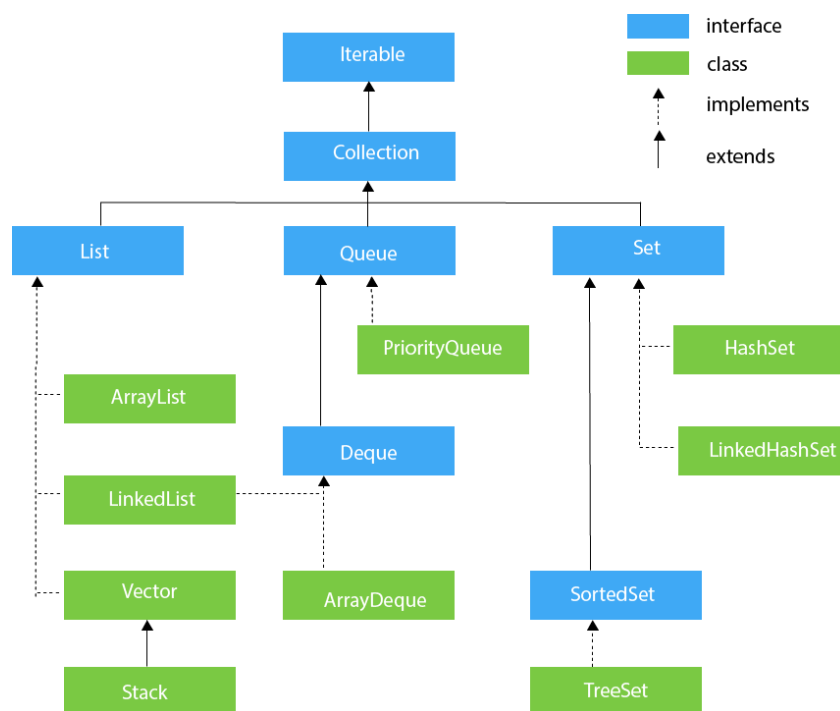 Iterable
interface
class
implements
extends
Collection
List
Queue
Set
PriorityQueue
HashSet
ArrayList
Deque
LinkedHashSet
LinkedList
Vector
ArrayDeque
SortedSet
Stack
TreeSet